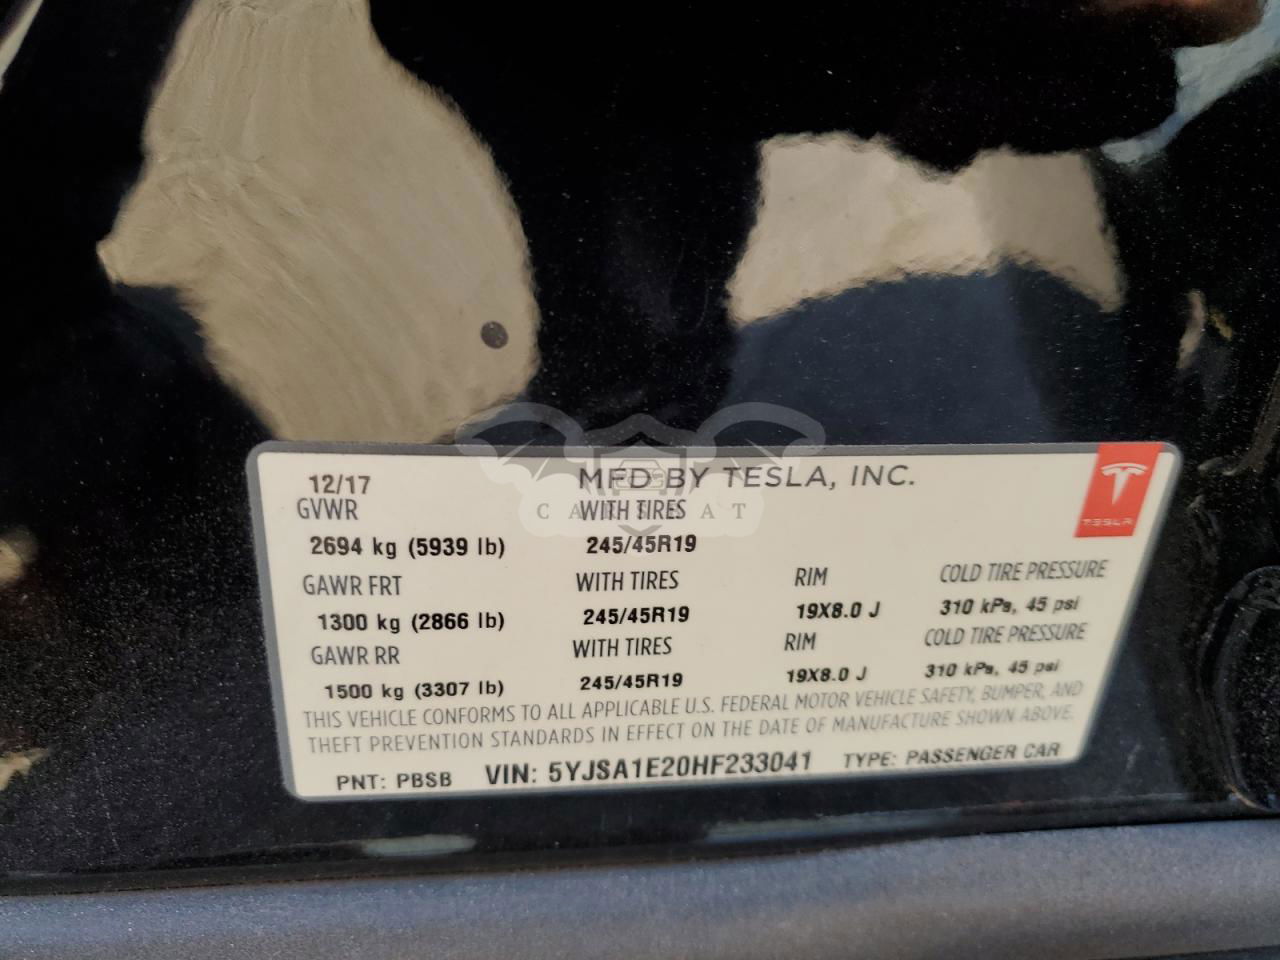 12/17 MFD BY TESLA, INC.
GVWR WITH TIRES
CARSBAT
TESLA
2694 kg (5939 lb) 245/45R19
GAWR FRT WITH TIRES RIM COLD TIRE PRESSURE
1300 kg (2866 lb) 245/45R19 19X8.0 J 310 kPa, 45 psi
GAWR RR WITH TIRES RIM COLD TIRE PRESSURE
1500 kg (3307 lb) 245/45R19 19X8.0 J 310 kPa, 45 psi
THIS VEHICLE CONFORMS TO ALL APPLICABLE U.S. FEDERAL MOTOR VEHICLE SAFETY, BUMPER, AND
THEFT PREVENTION STANDARDS IN EFFECT ON THE DATE OF MANUFACTURE SHOWN ABOVE.
PNT: PBSB VIN: 5YJSA1E20HF233041 TYPE: PASSENGER CAR